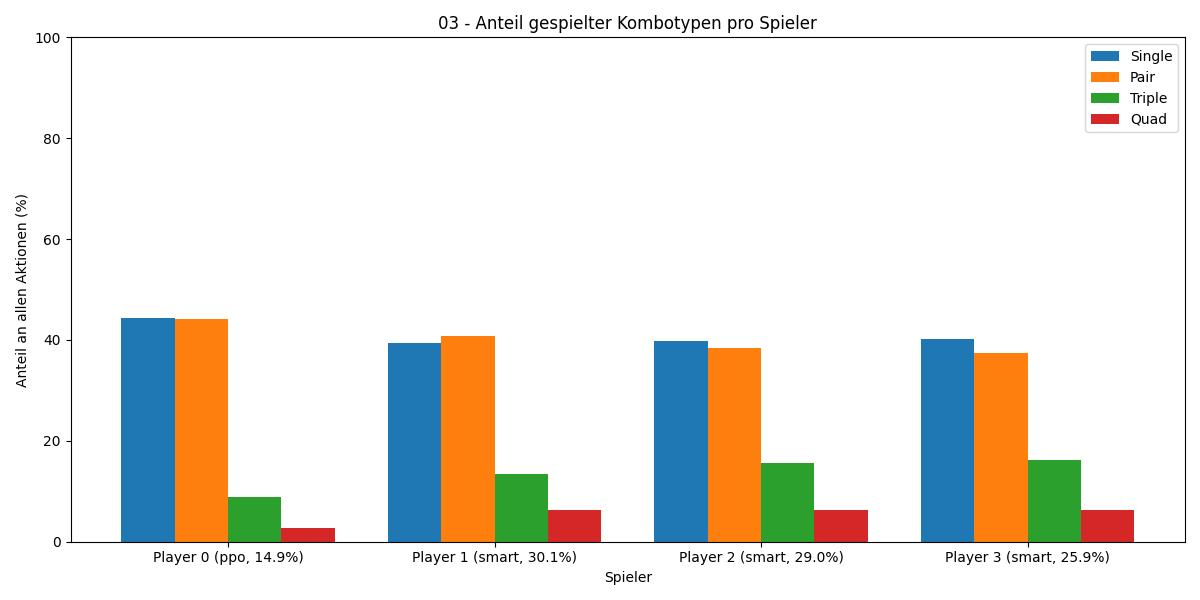 03 - Anteil gespielter Kombotypen pro Spieler
100
80
60
40
20
0
Anteil an allen Aktionen (%)
Single
Pair
Triple
Quad
Player 0 (ppo, 14.9%)
Player 1 (smart, 30.1%)
Player 2 (smart, 29.0%)
Player 3 (smart, 25.9%)
Spieler